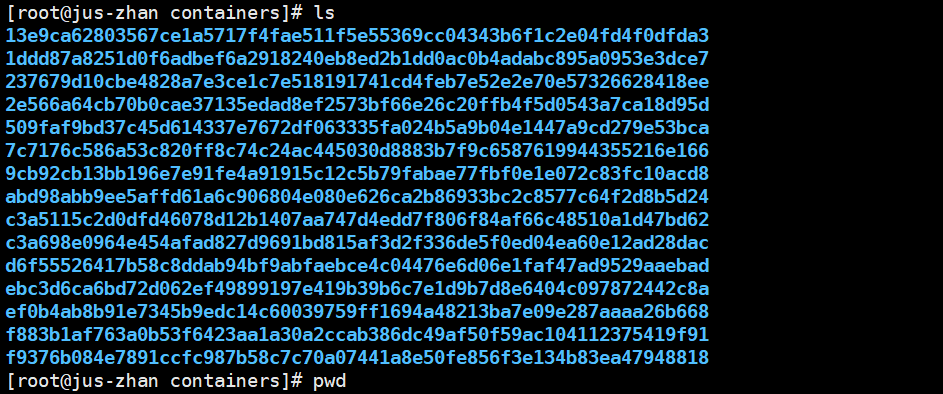 [root@jus-zhan containers]# ls
13e9ca62803567ce1a5717f4fae511f5e55369cc04343b6f1c2e04fd4f0dfda3
1ddd87a8251d0f6adbef6a2918240eb8ed2b1dd0ac0b4adabc895a0953e3dce7
237679d10cbe4828a7e3ce1c7e518191741cd4feb7e52e2e70e57326628418ee
2e566a64cb70b0cae37135edad8ef2573bf66e26c20ffb4f5d0543a7ca18d95d
509faf9bd37c45d614337e7672df063335fa024b5a9b04e1447a9cd279e53bca
7c7176c586a53c820ff8c74c24ac445030d8883b7f9c6587619944355216e166
9cb92cb13bb196e7e91fe4a91915c12c5b79fabae77fbf0e1e072c83fc10acd8
abd98abb9ee5affd61a6c906804e080e626ca2b86933bc2c8577c64f2d8b5d24
c3a5115c2d0dfd46078d12b1407aa747d4edd7f806f84af66c48510a1d47bd62
c3a698e0964e454afad827d9691bd815af3d2f336de5f0ed04ea60e12ad28dac
d6f55526417b58c8ddab94bf9abfaebce4c04476e6d06e1faf47ad9529aaebad
ebc3d6ca6bd72d062ef49899197e419b39b6c7e1d9b7d8e6404c097872442c8a
ef0b4ab8b91e7345b9edc14c60039759ff1694a48213ba7e09e287aaaa26b668
f883b1af763a0b53f6423aa1a30a2ccab386dc49af50f59ac104112375419f91
f9376b084e7891ccfc987b58c7c70a07441a8e50fe856f3e134b83ea47948818
[root@jus-zhan containers]# pwd